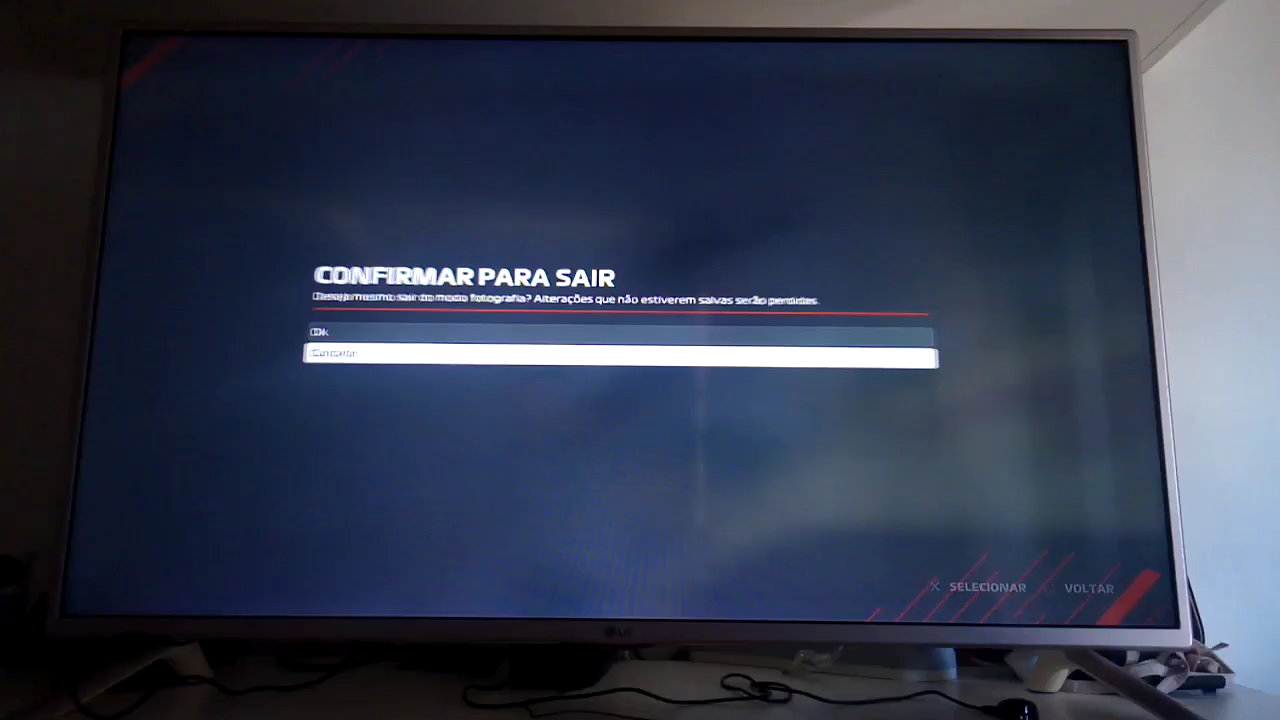 CONFIRMAR PARA SAIR
Deseja mesmo sair do modo fotografia? Alterações que não estiverem salvas serão perdidas.
Ok
Cancelar
SELECIONAR
VOLTAR
LG